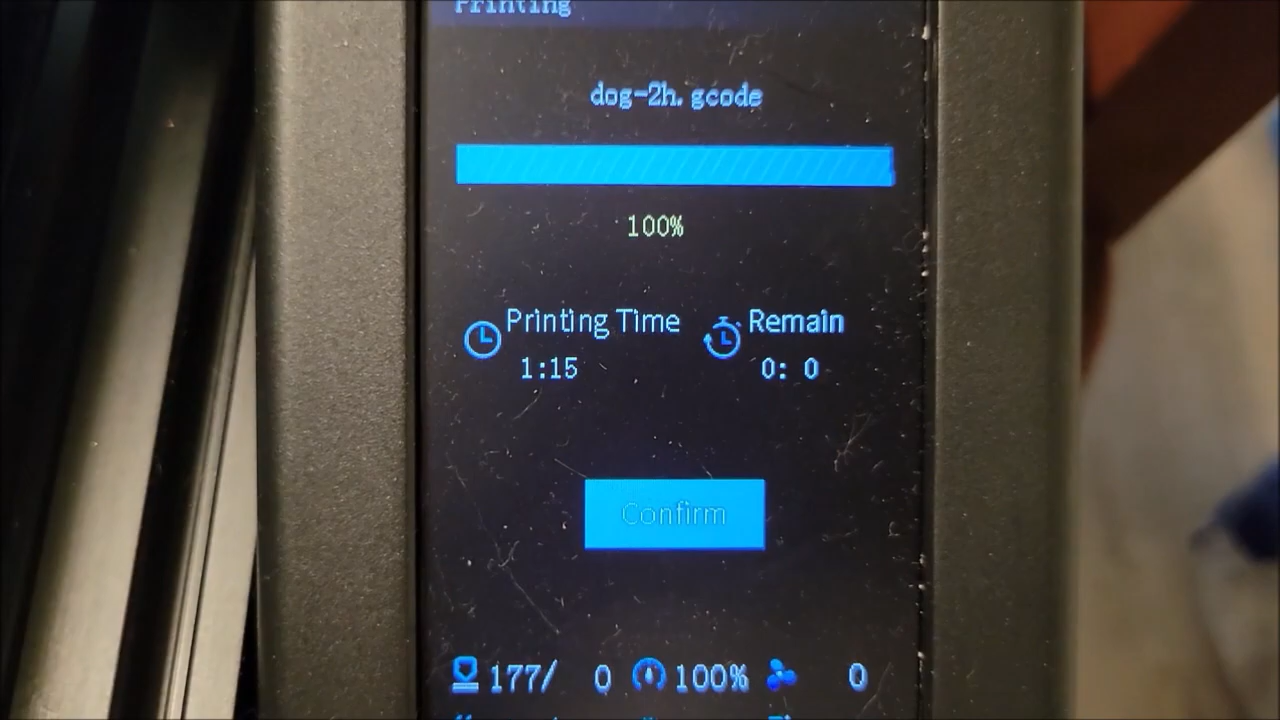 Printing
dog-2h.gcode
100%
Printing Time
1:15
Remain
0: 0
Confirm
177/ 0 100% 0